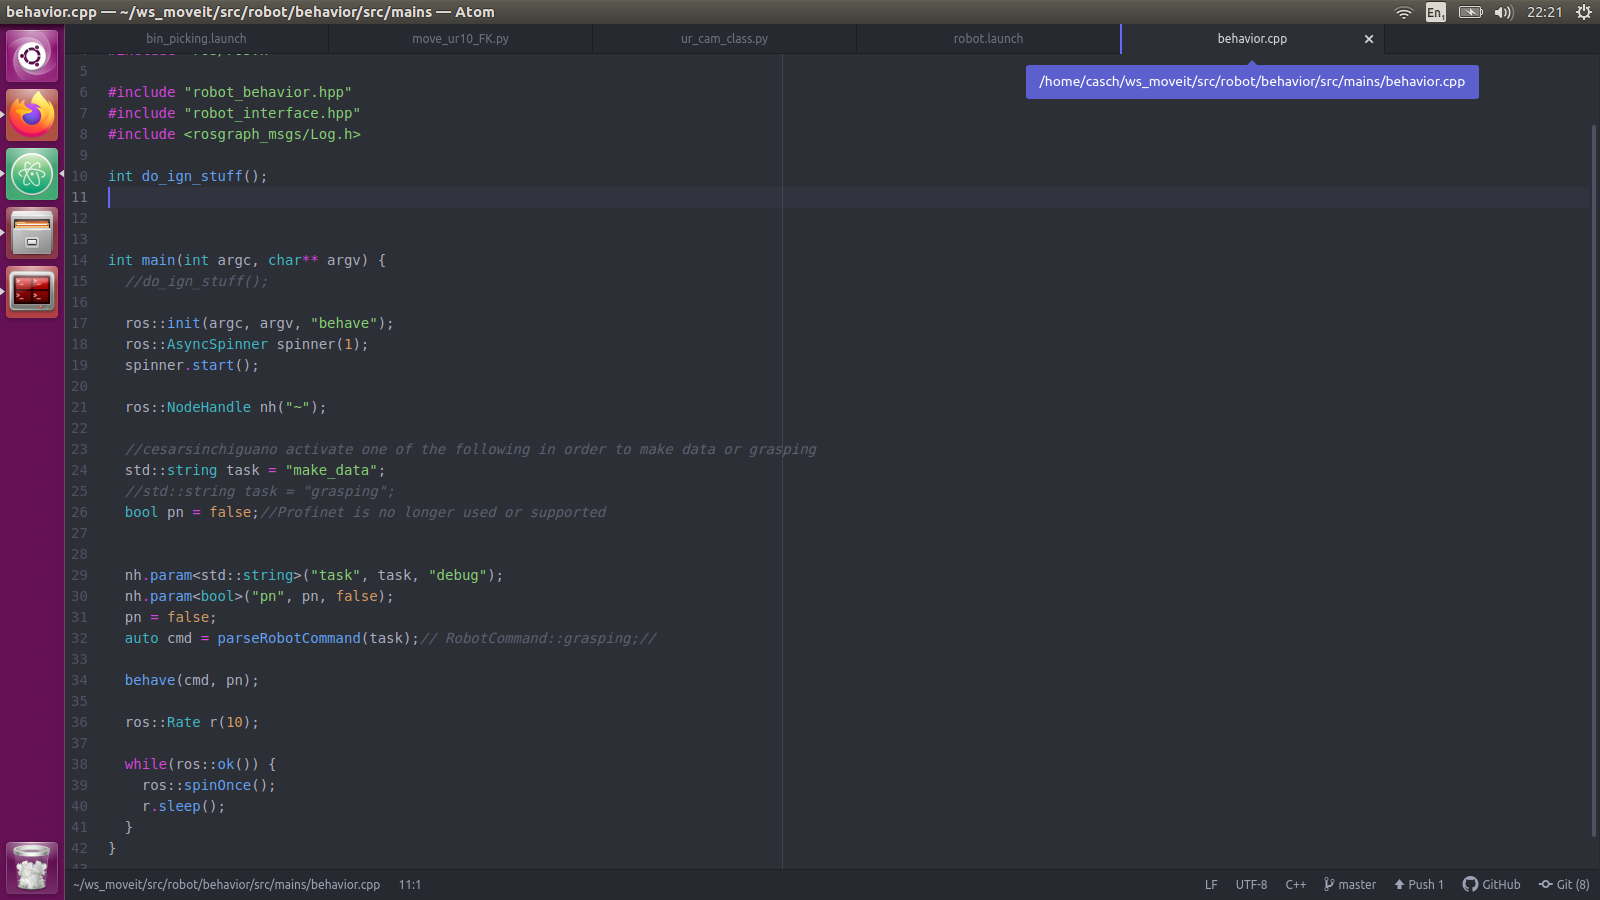 behavior.cpp — ~/ws_moveit/src/robot/behavior/src/mains — Atom
En₁
22:21
bin_picking.launch
move_ur10_FK.py
ur_cam_class.py
robot.launch
behavior.cpp
/home/casch/ws_moveit/src/robot/behavior/src/mains/behavior.cpp
5
6 #include "robot_behavior.hpp"
7 #include "robot_interface.hpp"
8 #include <rosgraph_msgs/Log.h>
9
10 int do_ign_stuff();
11
12
13
14 int main(int argc, char** argv) {
15 //do_ign_stuff();
16
17 ros::init(argc, argv, "behave");
18 ros::AsyncSpinner spinner(1);
19 spinner.start();
20
21 ros::NodeHandle nh("~");
22
23 //cesarsinchiguano activate one of the following in order to make data or grasping
24 std::string task = "make_data";
25 //std::string task = "grasping";
26 bool pn = false;//Profinet is no longer used or supported
27
28
29 nh.param<std::string>("task", task, "debug");
30 nh.param<bool>("pn", pn, false);
31 pn = false;
32 auto cmd = parseRobotCommand(task);// RobotCommand::grasping;//
33
34 behave(cmd, pn);
35
36 ros::Rate r(10);
37
38 while(ros::ok()) {
39 ros::spinOnce();
40 r.sleep();
41 }
42 }
~/ws_moveit/src/robot/behavior/src/mains/behavior.cpp 11:1
LF UTF-8 C++ master Push 1 GitHub Git (8)